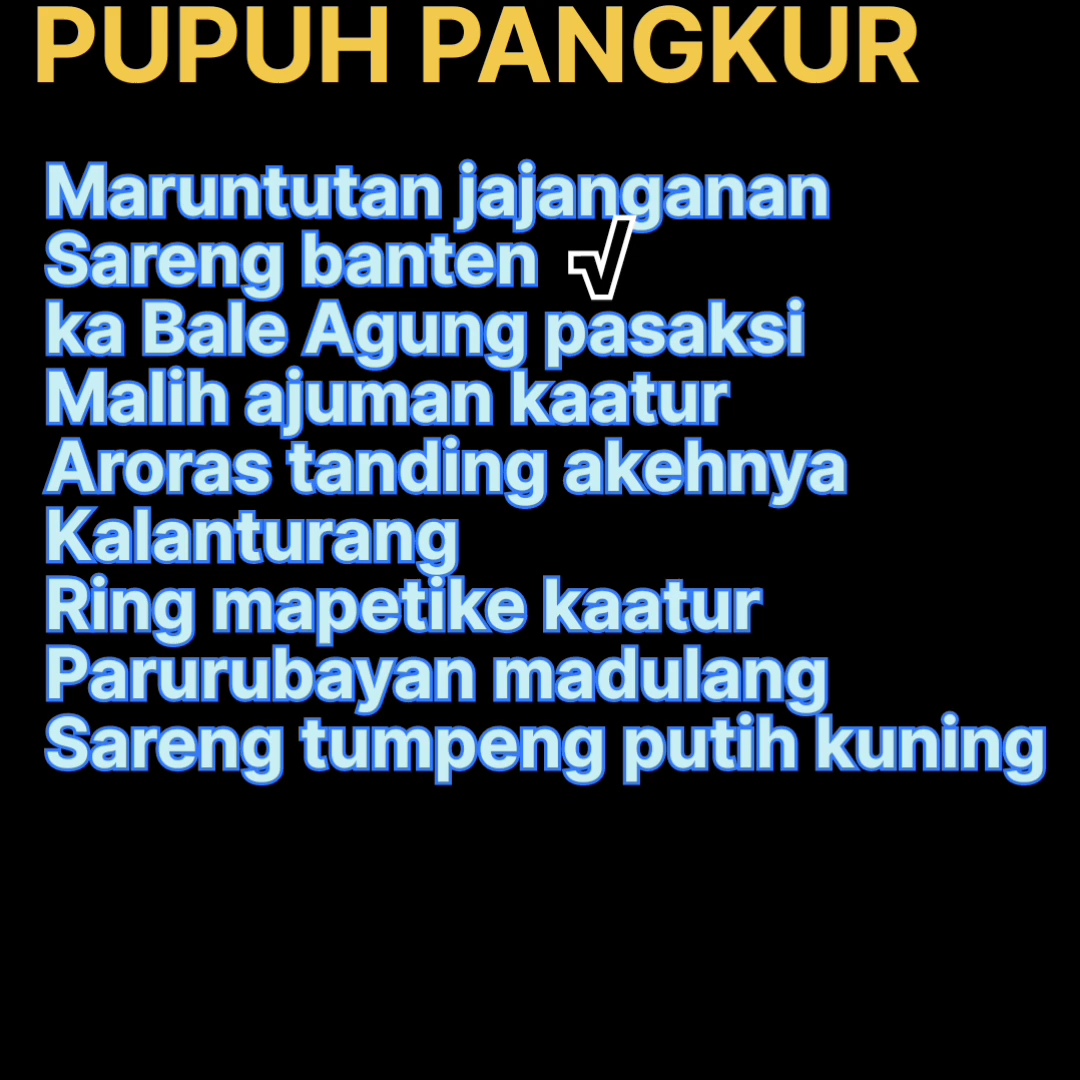 PUPUH PANGKUR
Maruntutan jajanganan
Sareng banten √
ka Bale Agung pasaksi
Malih ajuman kaatur
Aroras tanding akehnya
Kalanturang
Ring mapetike kaatur
Parurubayan madulang
Sareng tumpeng putih kuning